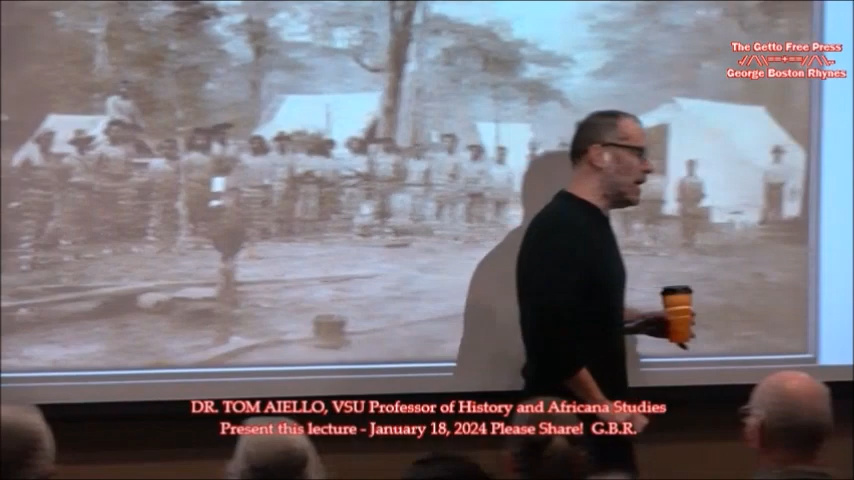 The Getto Free Press
George Boston Rhynes
DR. TOM AIELLO, VSU Professor of History and Africana Studies
Present this lecture - January 18, 2024 Please Share! G.B.R.